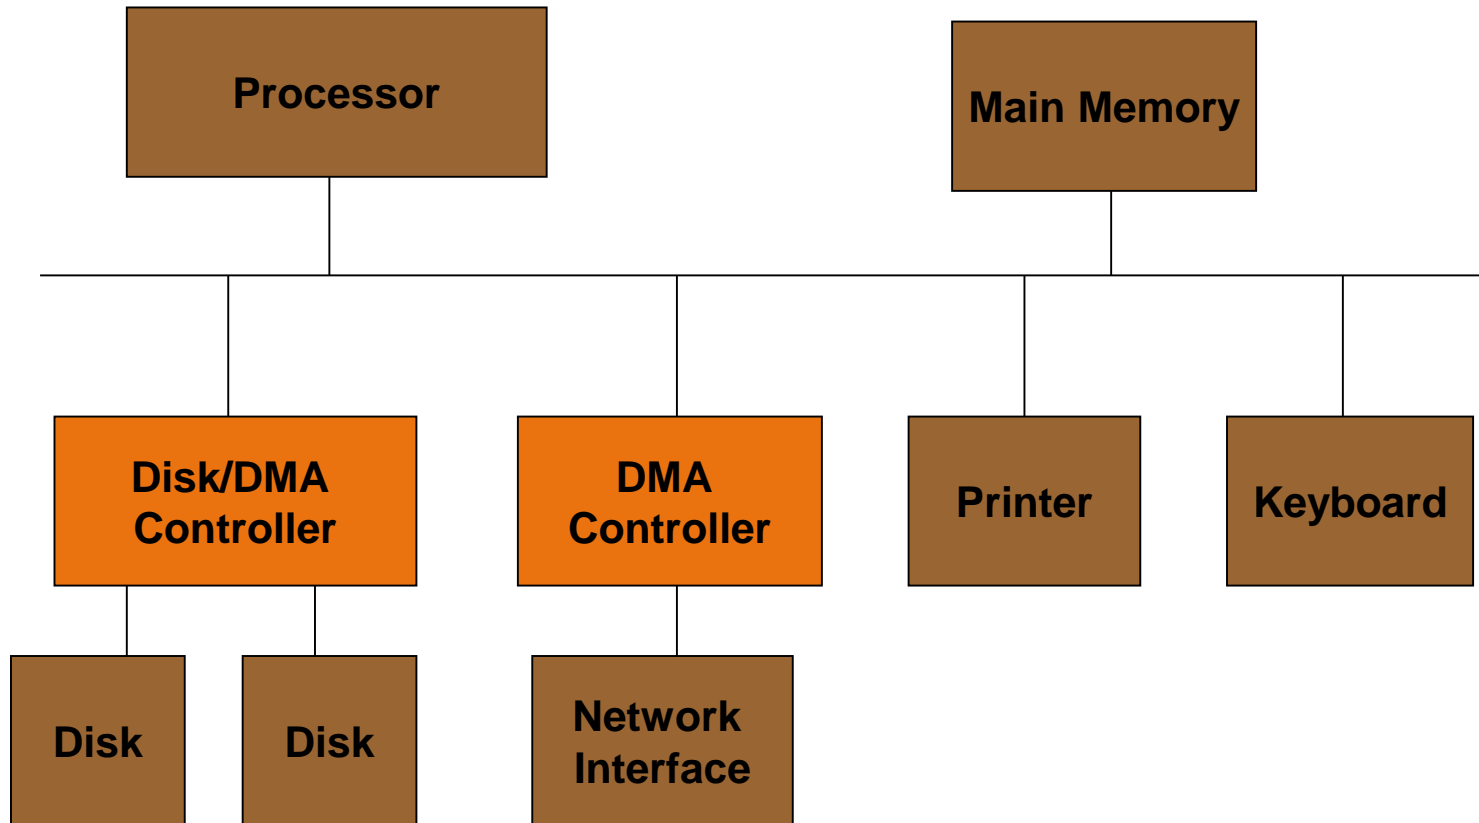 Processor
Main Memory
Disk/DMA
Controller
DMA
Controller
Printer
Keyboard
Disk
Disk
Network
Interface